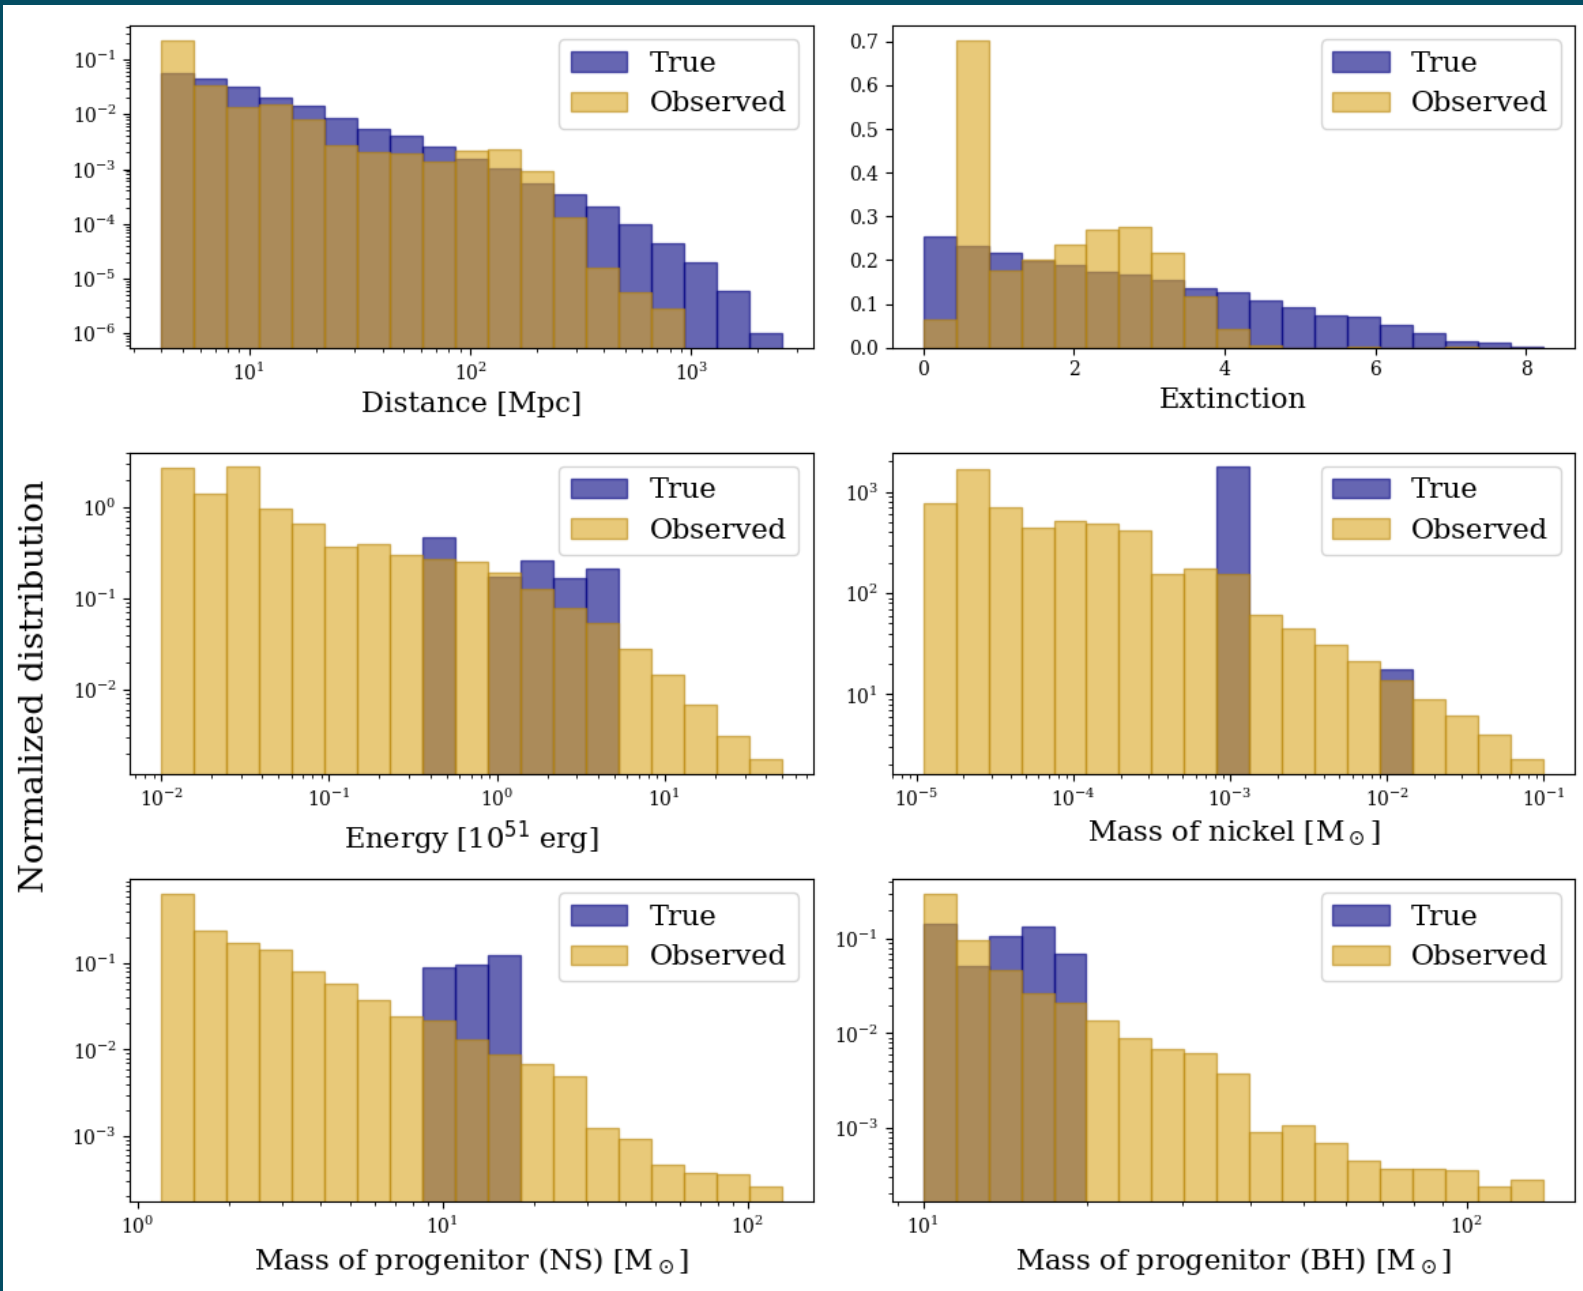 Normalized distribution
10⁻¹
10⁻²
10⁻³
10⁻⁴
10⁻⁵
10⁻⁶
True
Observed
10¹ 10² 10³
Distance [Mpc]
0.7
0.6
0.5
0.4
0.3
0.2
0.1
0.0
True
Observed
0 2 4 6 8
Extinction
10⁰
10⁻¹
10⁻²
True
Observed
10⁻² 10⁻¹ 10⁰ 10¹
Energy [10⁵¹ erg]
10³
10²
10¹
True
Observed
10⁻⁵ 10⁻⁴ 10⁻³ 10⁻² 10⁻¹
Mass of nickel [M⊙]
10⁻¹
10⁻²
10⁻³
True
Observed
10⁰ 10¹ 10²
Mass of progenitor (NS) [M⊙]
10⁻¹
10⁻²
10⁻³
True
Observed
10¹ 10²
Mass of progenitor (BH) [M⊙]